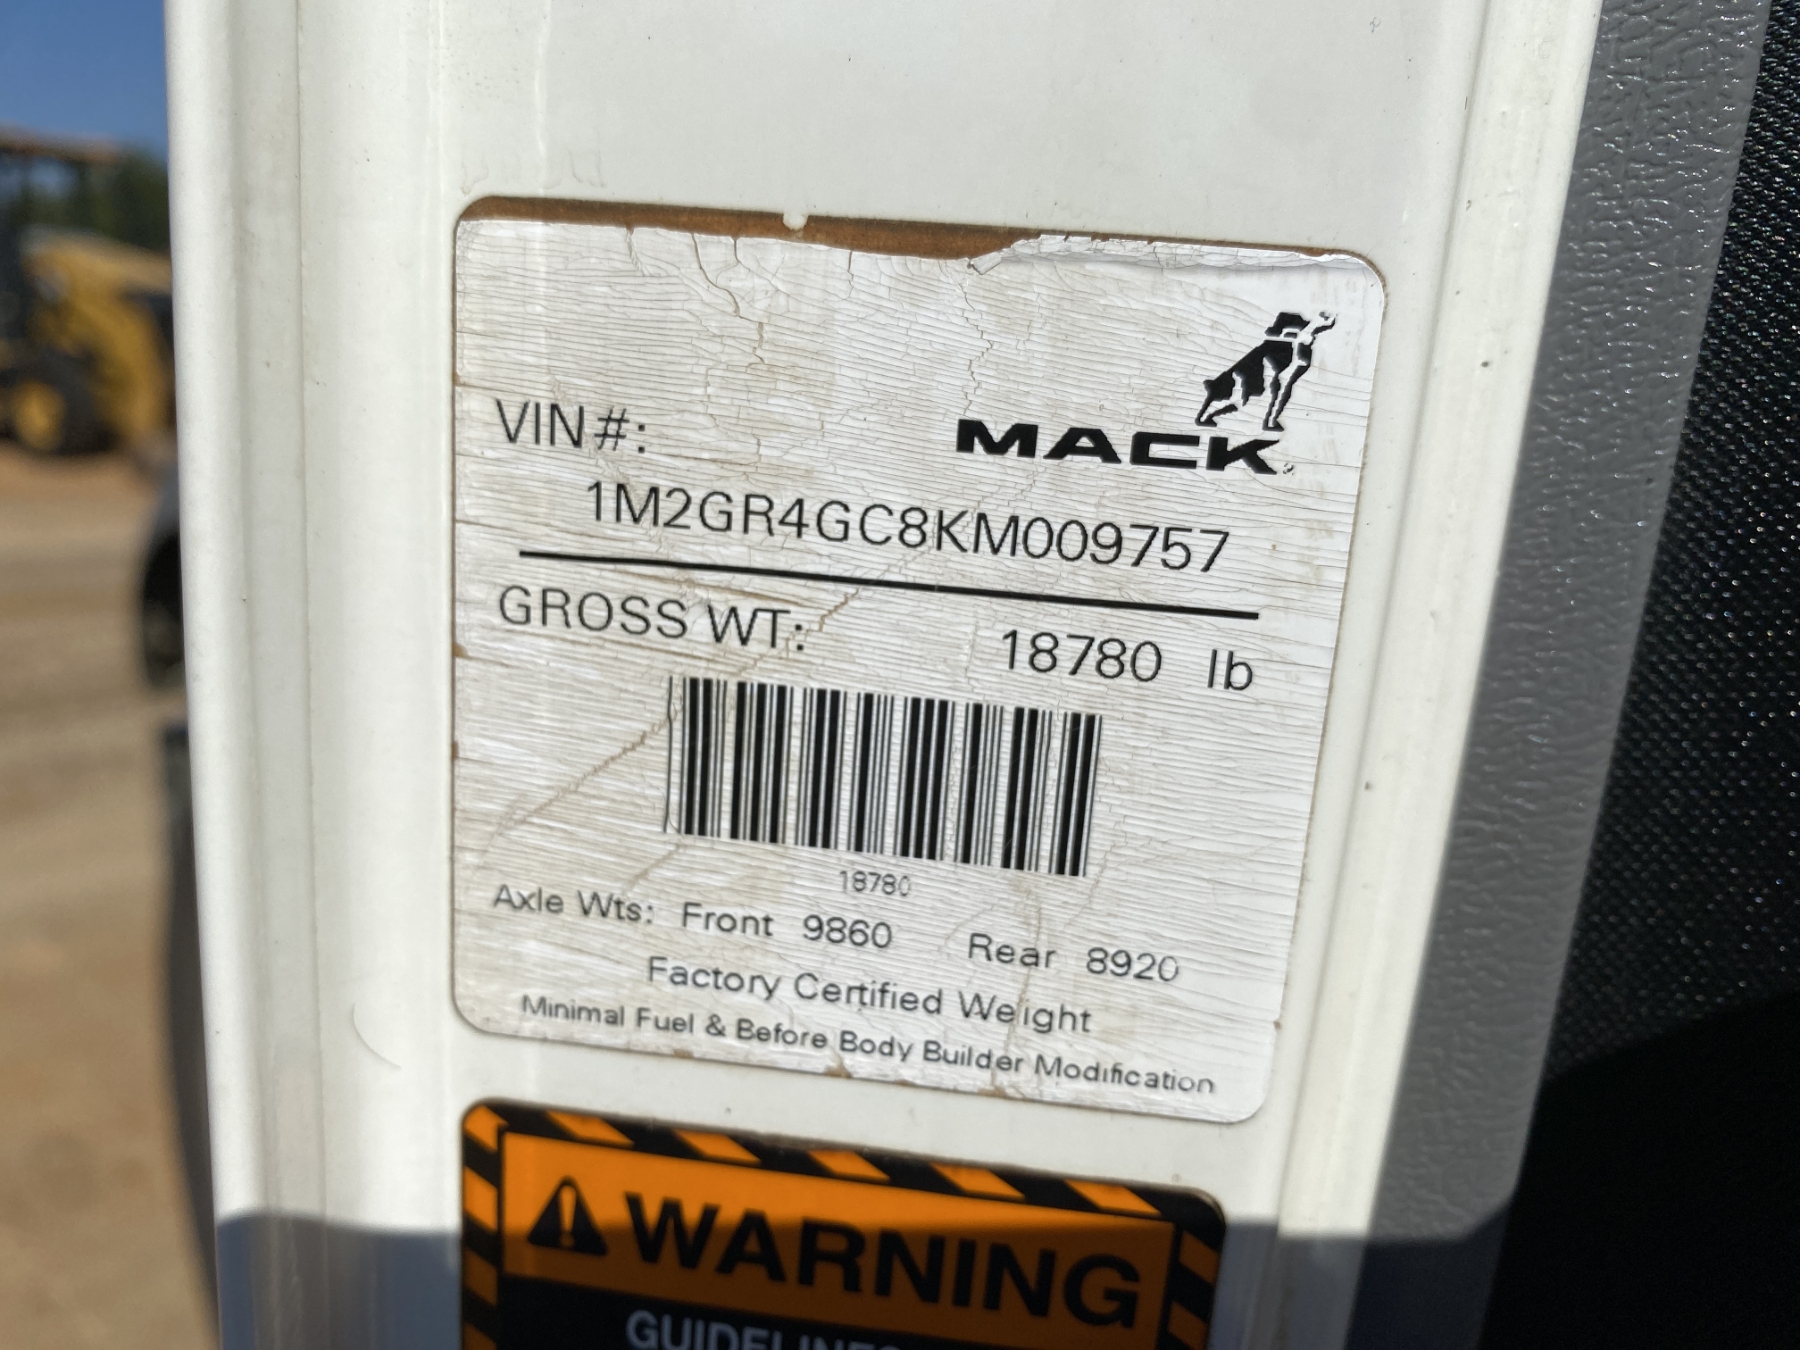 VIN#:
MACK
1M2GR4GC8KM009757
GROSS WT: 18780 lb
18780
Axle Wts: Front 9860 Rear 8920
Factory Certified Weight
Minimal Fuel & Before Body Builder Modification
WARNING